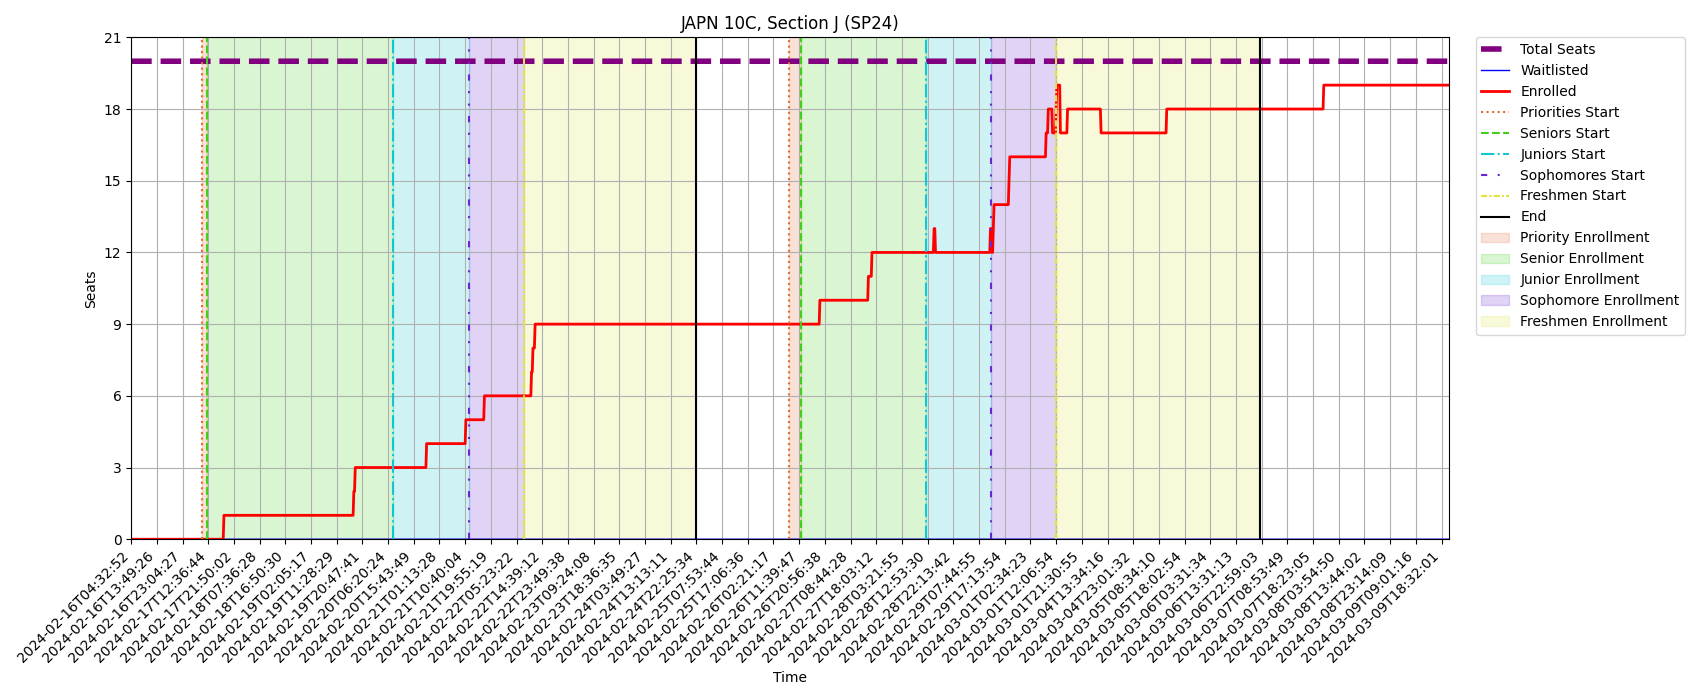 JAPN 10C, Section J (SP24)
Seats
21
18
15
12
9
6
3
0
2024-02-16T04:32:52
2024-02-16T13:49:26
2024-02-16T23:04:27
2024-02-17T12:36:44
2024-02-17T21:50:02
2024-02-18T07:36:28
2024-02-18T16:50:30
2024-02-19T02:05:17
2024-02-19T11:28:29
2024-02-19T20:47:41
2024-02-20T06:20:24
2024-02-20T15:43:49
2024-02-21T01:13:28
2024-02-21T10:40:04
2024-02-21T19:55:19
2024-02-22T05:23:22
2024-02-22T14:39:12
2024-02-22T23:49:38
2024-02-23T09:24:08
2024-02-23T18:36:35
2024-02-24T03:49:27
2024-02-24T13:13:11
2024-02-24T22:25:34
2024-02-25T07:53:44
2024-02-25T17:06:36
2024-02-26T02:21:17
2024-02-26T11:39:47
2024-02-26T20:56:38
2024-02-27T08:44:28
2024-02-27T18:03:12
2024-02-28T03:21:55
2024-02-28T12:53:30
2024-02-28T22:13:42
2024-02-29T07:44:55
2024-02-29T17:13:54
2024-03-01T02:34:23
2024-03-01T12:06:54
2024-03-01T21:30:55
2024-03-04T13:34:16
2024-03-04T23:01:32
2024-03-05T08:34:10
2024-03-05T18:02:54
2024-03-06T03:31:34
2024-03-06T13:31:13
2024-03-06T22:59:03
2024-03-07T08:53:49
2024-03-07T18:23:05
2024-03-08T03:54:50
2024-03-08T13:44:02
2024-03-08T23:14:09
2024-03-09T09:01:16
2024-03-09T18:32:01
Time
Total Seats
Waitlisted
Enrolled
Priorities Start
Seniors Start
Juniors Start
Sophomores Start
Freshmen Start
End
Priority Enrollment
Senior Enrollment
Junior Enrollment
Sophomore Enrollment
Freshmen Enrollment